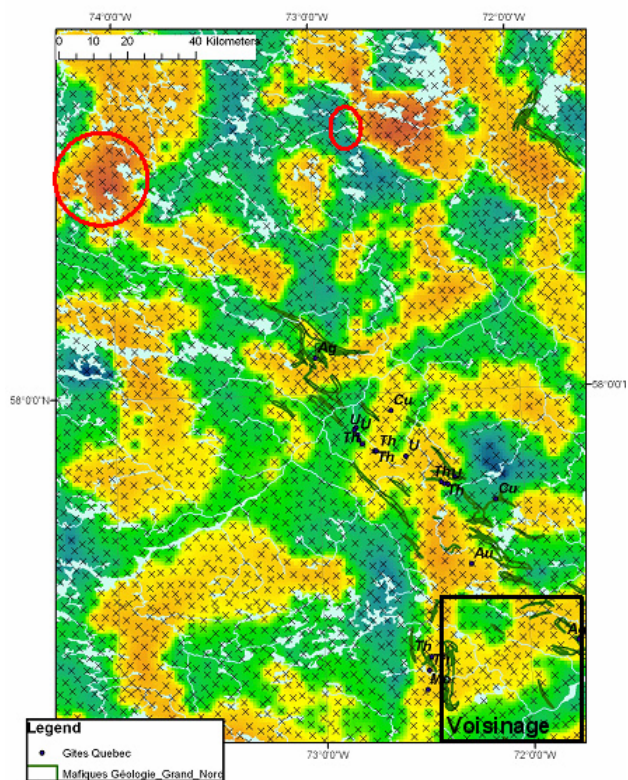 74°0'0"W 73°0'0"W 72°0'0"W
0 10 20 40 Kilometers
58°0'0"N 58°0'0"N
Ag
Cu
U
U
Th
Th
Th
U
Th U
Th
Cu
Au
A
Th
Th
Mo
Voisinage
73°0'0"W 72°0'0"W
Legend
Gites Quebec
Mafiques Géologie_Grand_Nord